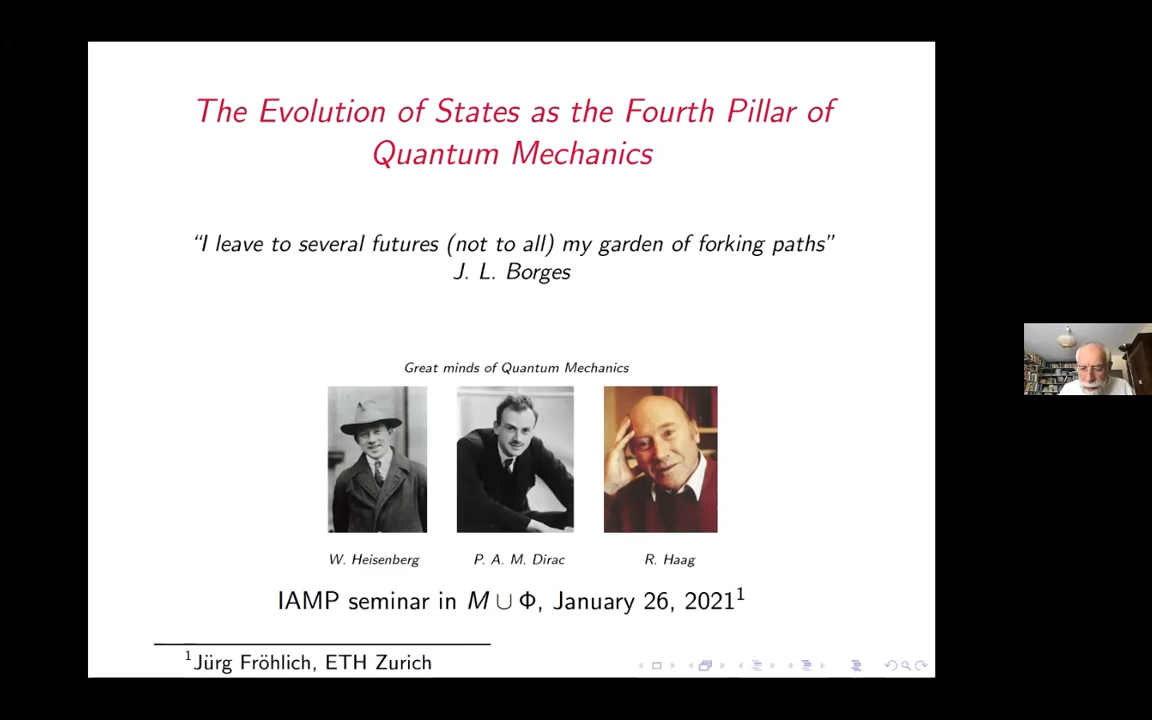 The Evolution of States as the Fourth Pillar of
Quantum Mechanics
“I leave to several futures (not to all) my garden of forking paths”
J. L. Borges
Great minds of Quantum Mechanics
W. Heisenberg P. A. M. Dirac R. Haag
IAMP seminar in M ∪ Φ, January 26, 2021¹
¹Jürg Fröhlich, ETH Zurich